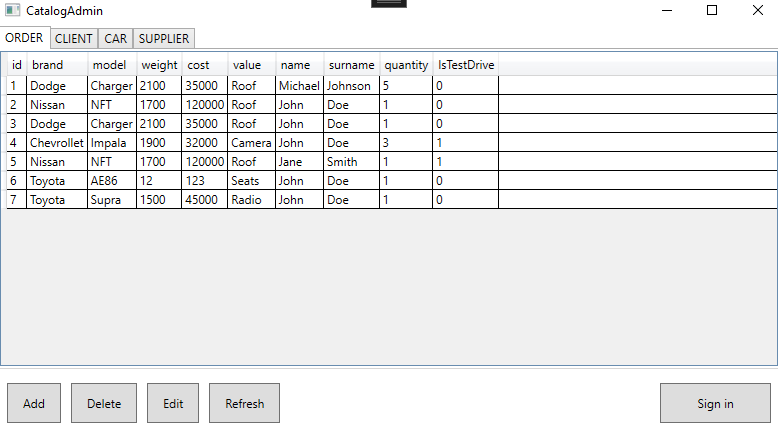 CatalogAdmin
ORDER CLIENT CAR SUPPLIER
id brand model weight cost value name surname quantity IsTestDrive
1 Dodge Charger 2100 35000 Roof Michael Johnson 5 0
2 Nissan NFT 1700 120000 Roof John Doe 1 0
3 Dodge Charger 2100 35000 Roof John Doe 1 0
4 Chevrollet Impala 1900 32000 Camera John Doe 3 1
5 Nissan NFT 1700 120000 Roof Jane Smith 1 1
6 Toyota AE86 12 123 Seats John Doe 1 0
7 Toyota Supra 1500 45000 Radio John Doe 1 0
Add Delete Edit Refresh Sign in